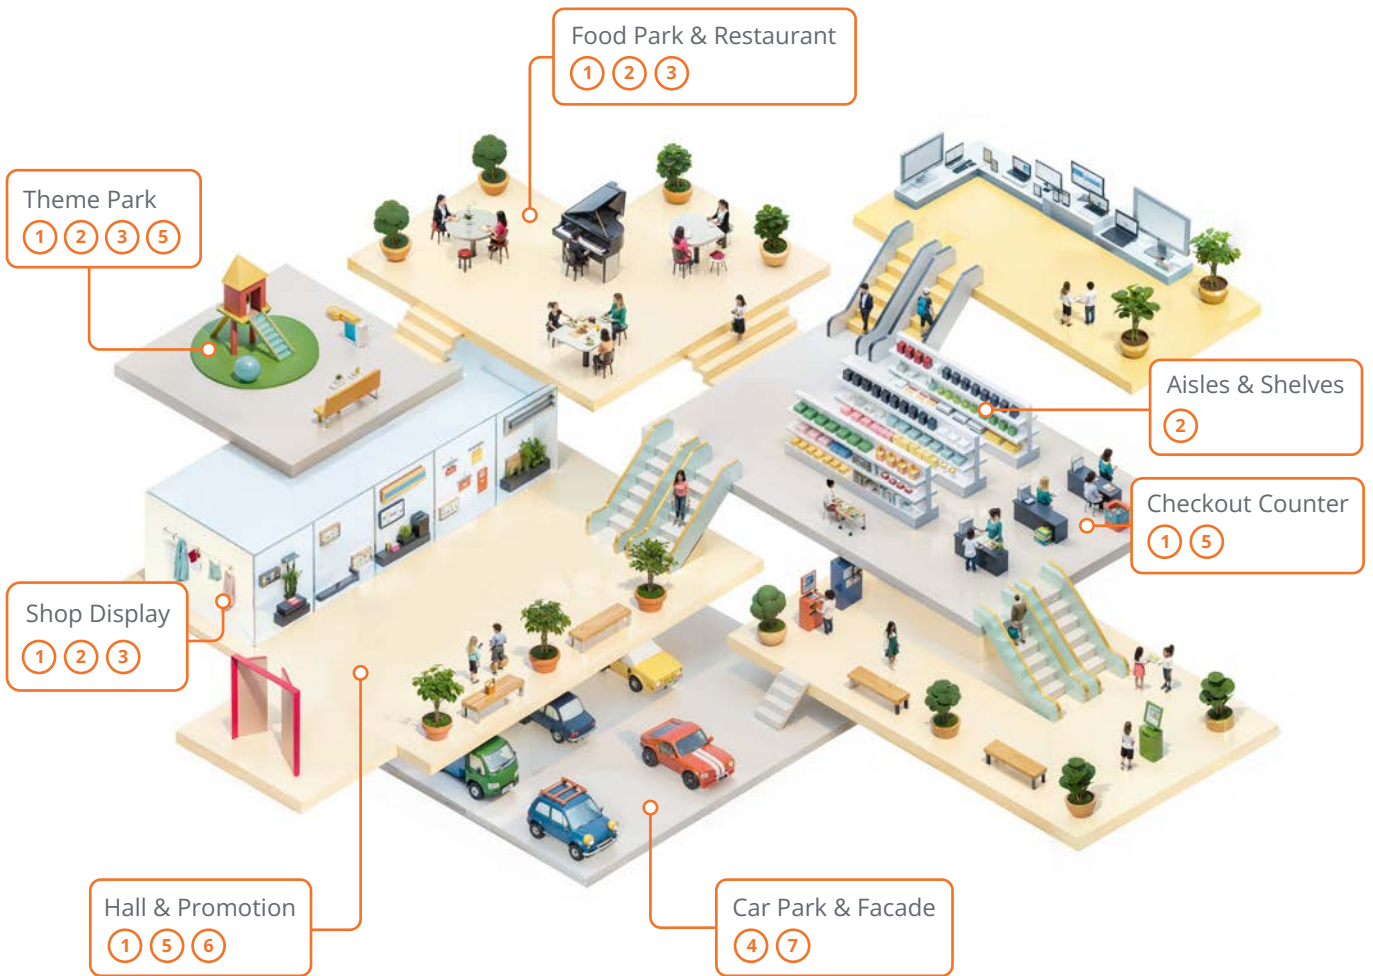 Food Park & Restaurant
1 2 3
Theme Park
1 2 3 5
Aisles & Shelves
2
Checkout Counter
1 5
Shop Display
1 2 3
Hall & Promotion
1 5 6
Car Park & Facade
4 7